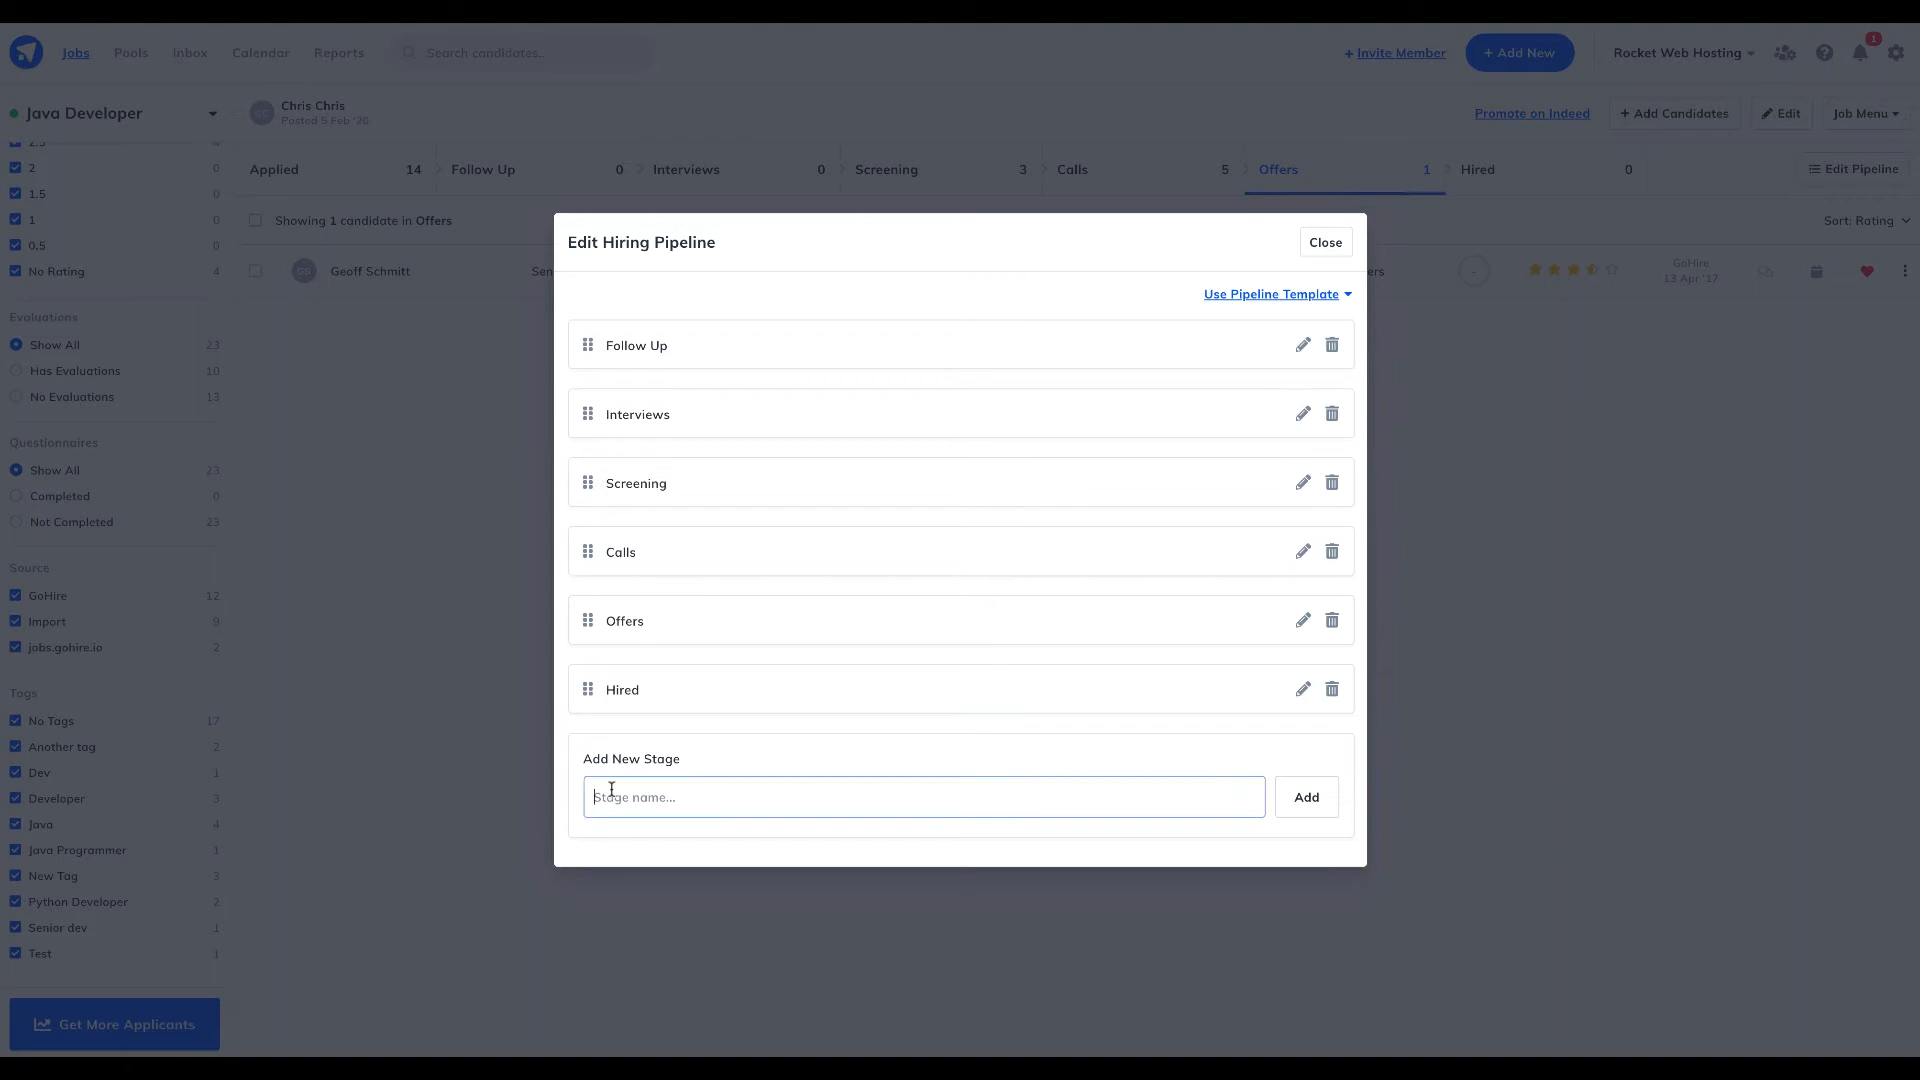 Jobs Pools Inbox Calendar Reports Search candidates.. + Invite Member + Add New Rocket Web Hosting 1
Java Developer
CC
Chris Chris
Posted 5 Feb '20
Promote on Indeed + Add Candidates Edit Job Menu
Applied 14 Follow Up 0 Interviews 0 Screening 3 Calls 5 Offers 1 Hired 0 Edit Pipeline
2 0
1.5 0
1 0
0.5 0
No Rating 4
Showing 1 candidate in Offers
Sort: Rating
GS Geoff Schmitt Sen ers - GoHire
13 Apr '17
Evaluations
Show All 23
Has Evaluations 10
No Evaluations 13
Questionnaires
Show All 23
Completed 0
Not Completed 23
Source
GoHire 12
Import 9
jobs.gohire.io 2
Tags
No Tags 17
Another tag 2
Dev 1
Developer 3
Java 4
Java Programmer 1
New Tag 3
Python Developer 2
Senior dev 1
Test 1
Get More Applicants
Edit Hiring Pipeline
Close
Use Pipeline Template
Follow Up
Interviews
Screening
Calls
Offers
Hired
Add New Stage
Stage name...
Add